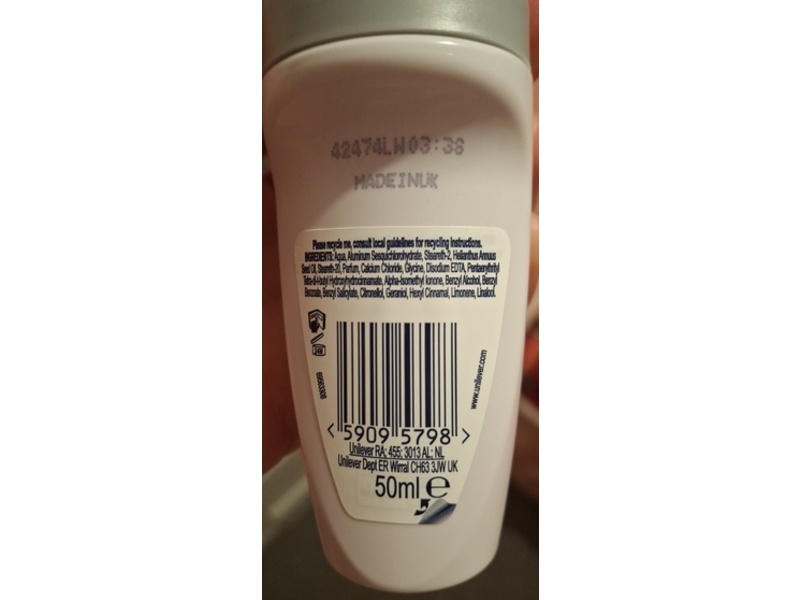 42474LW03:38
MADEINUK
Please recycle me, consult local guidelines for recycling instructions.
INGREDIENTS: Aqua, Aluminum Sesquichlorohydrate, Steareth-2, Helianthus Annuus
Seed Oil, Steareth-20, Parfum, Calcium Chloride, Glycine, Disodium EDTA, Pentaerythrityl
Tetra-di-t-butyl Hydroxyhydrocinnamate, Alpha-Isomethyl Ionone, Benzyl Alcohol, Benzyl
Benzoate, Benzyl Salicylate, Citronellol, Geraniol, Hexyl Cinnamal, Limonene, Linalool.
24M
www.unilever.com
< 5909 5798 >
Unilever RA: 455; 3013 AL; NL
Unilever Dept ER Wirral CH63 3JW UK
50ml e